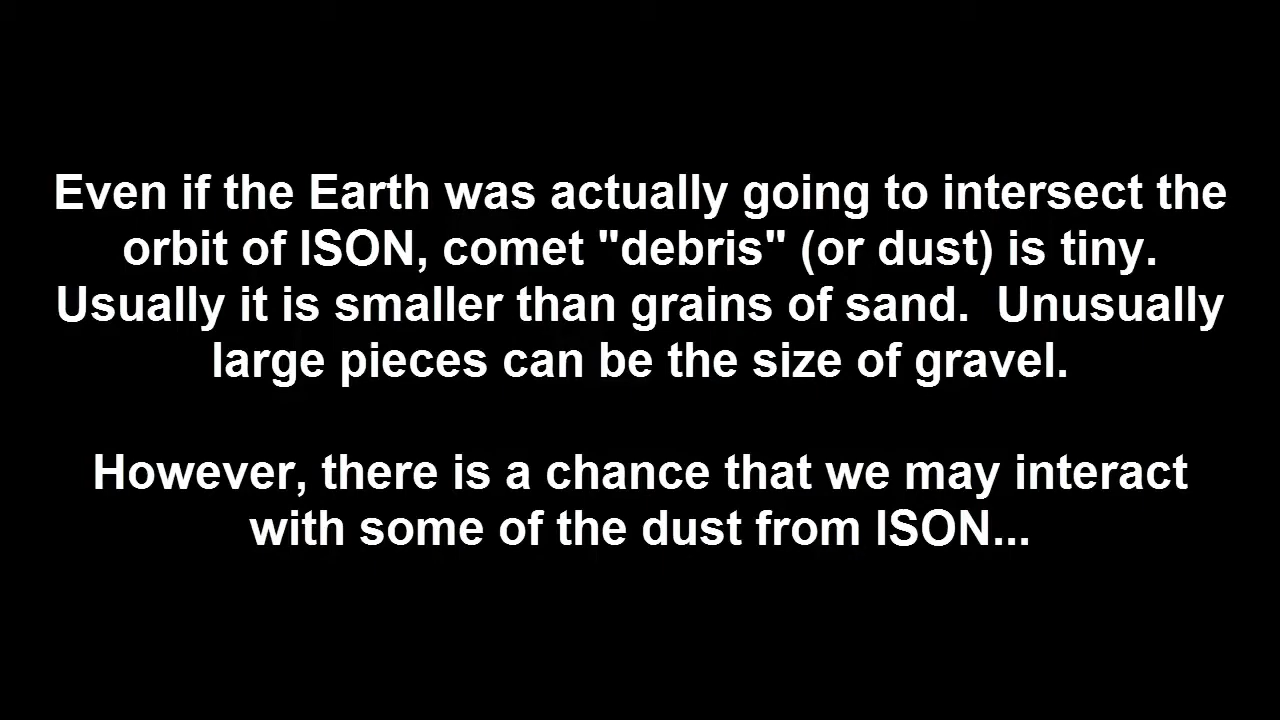 Even if the Earth was actually going to intersect the
orbit of ISON, comet "debris" (or dust) is tiny.
Usually it is smaller than grains of sand.  Unusually
large pieces can be the size of gravel.
However, there is a chance that we may interact
with some of the dust from ISON...